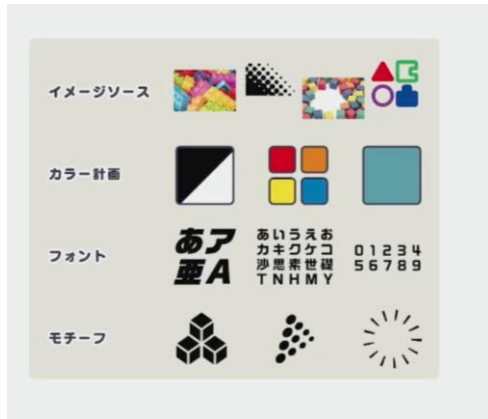 イメージソース
カラー計画
フォント
あア
亜A
あいうえお
カキクケコ
沙思素世礎
TNHMY
01234
56789
モチーフ